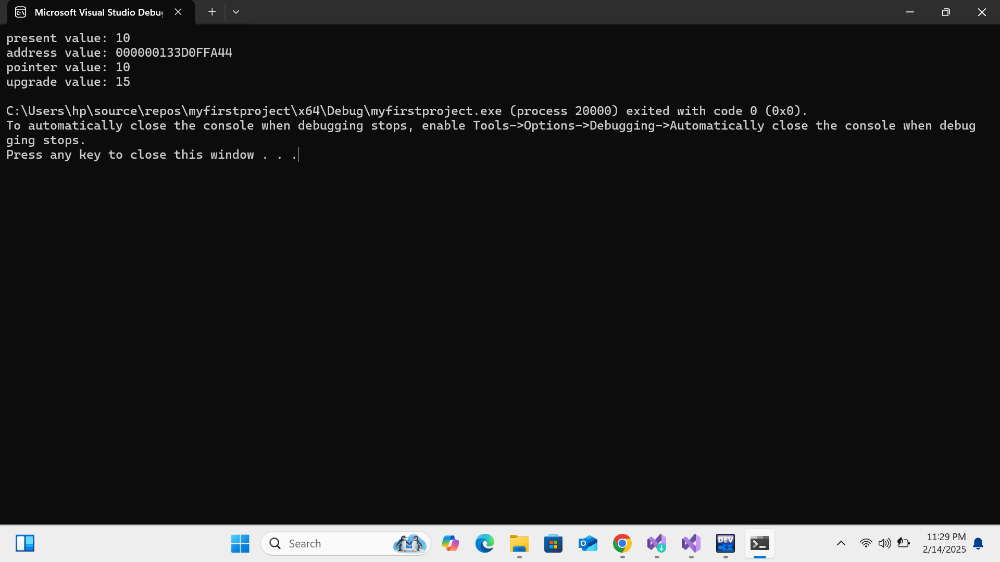 Microsoft Visual Studio Debu
present value: 10
address value: 000000133D0FFA44
pointer value: 10
upgrade value: 15
C:\Users\hp\source\repos\myfirstproject\x64\Debug\myfirstproject.exe (process 20000) exited with code 0 (0x0).
To automatically close the console when debugging stops, enable Tools->Options->Debugging->Automatically close the console when debug
ging stops.
Press any key to close this window . . .
Search
DEV
C++
11:29 PM
2/14/2025